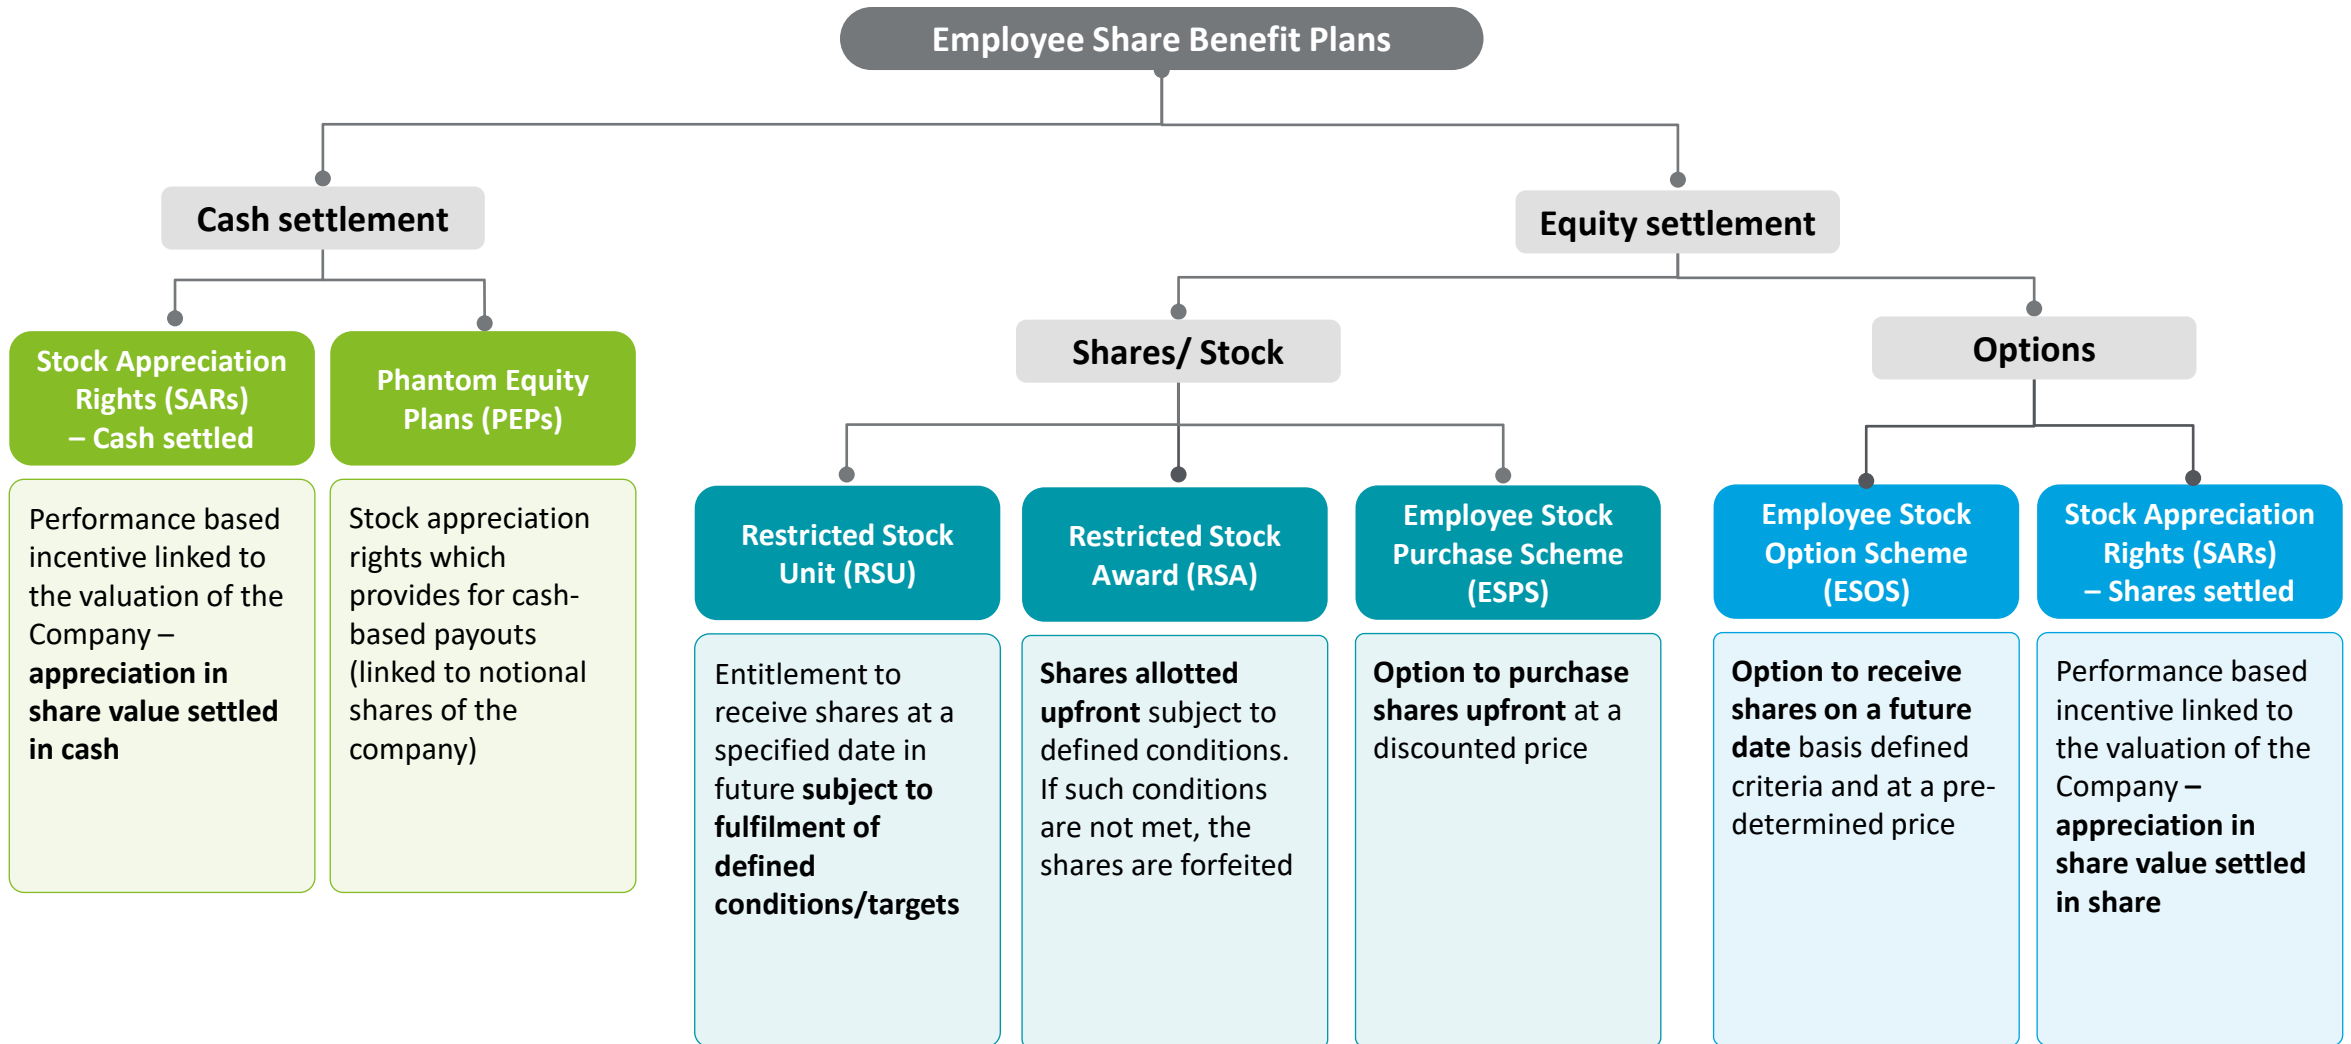 Employee Share Benefit Plans
Cash settlement
Equity settlement
Shares/ Stock
Options
Stock Appreciation
Rights (SARs)
– Cash settled
Phantom Equity
Plans (PEPs)
Restricted Stock
Unit (RSU)
Restricted Stock
Award (RSA)
Employee Stock
Purchase Scheme
(ESPS)
Employee Stock
Option Scheme
(ESOS)
Stock Appreciation
Rights (SARs)
– Shares settled
Performance based
incentive linked to
the valuation of the
Company –
appreciation in
share value settled
in cash
Stock appreciation
rights which
provides for cash-
based payouts
(linked to notional
shares of the
company)
Entitlement to
receive shares at a
specified date in
future subject to
fulfilment of
defined
conditions/targets
Shares allotted
upfront subject to
defined conditions.
If such conditions
are not met, the
shares are forfeited
Option to purchase
shares upfront at a
discounted price
Option to receive
shares on a future
date basis defined
criteria and at a pre-
determined price
Performance based
incentive linked to
the valuation of the
Company –
appreciation in
share value settled
in share